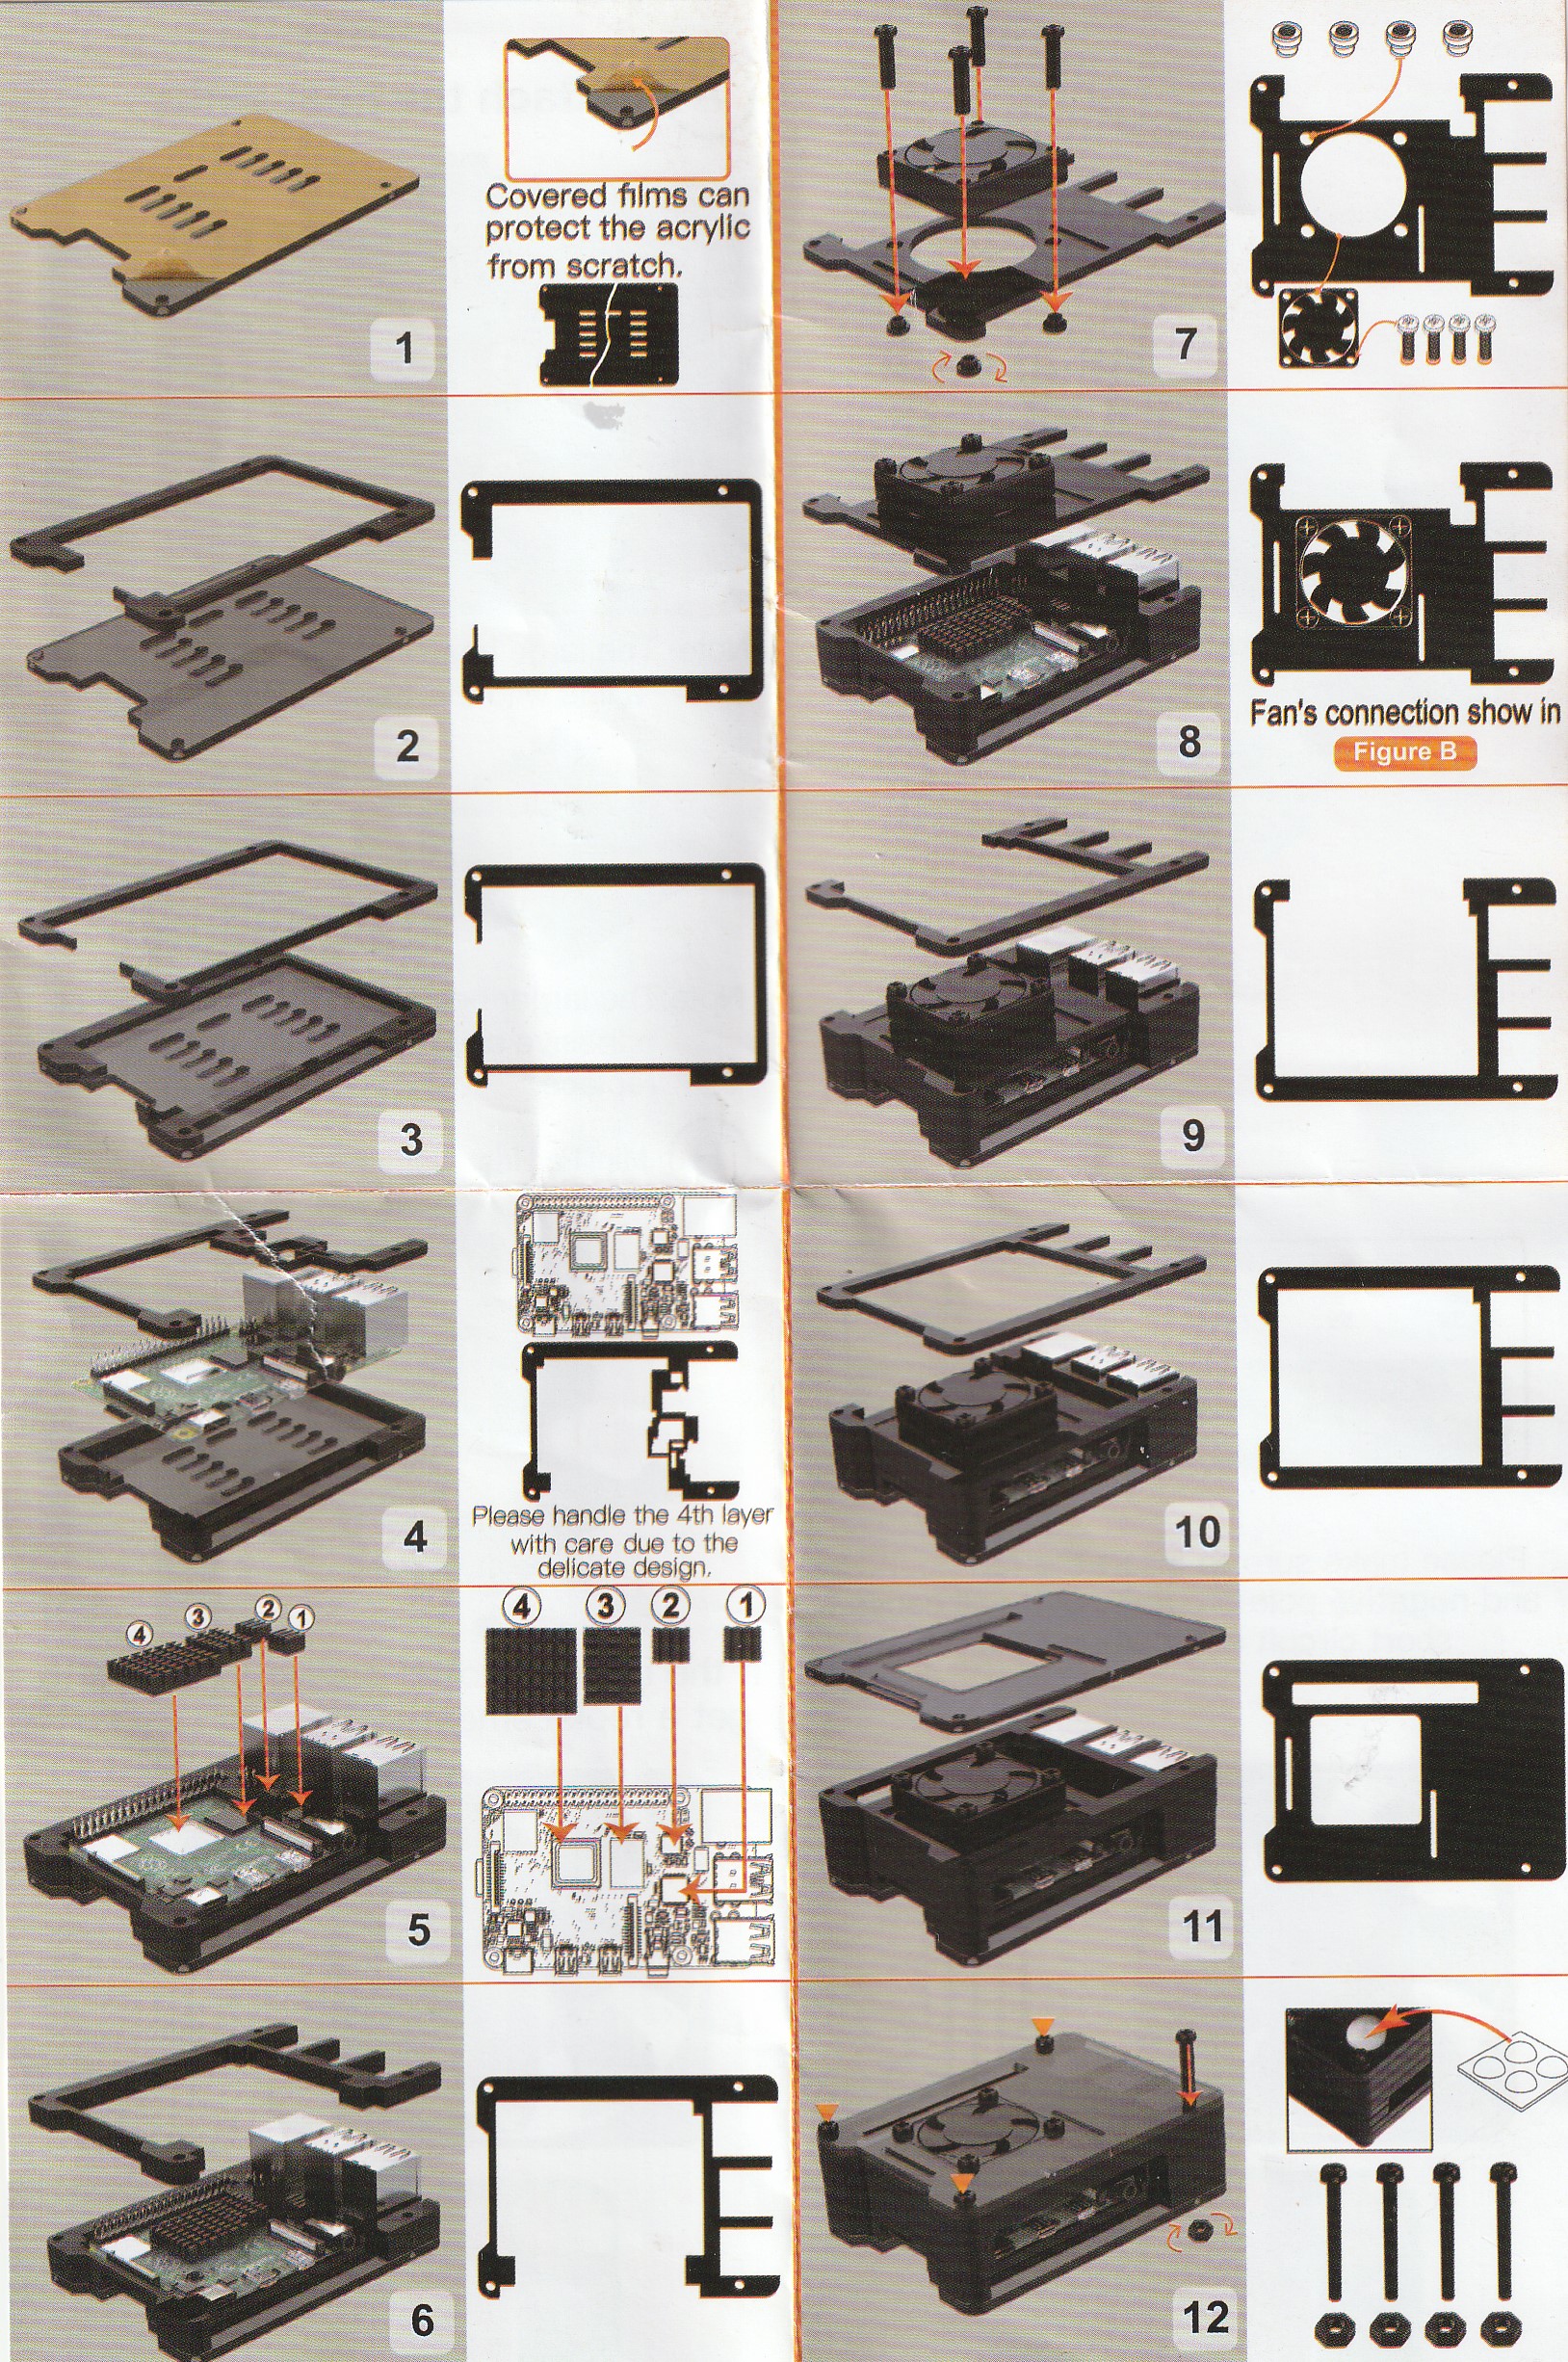 Covered films can
protect the acrylic
from scratch.
1
2
3
Please handle the 4th layer
with care due to the
delicate design.
4
4
3
2
1
4
3
2
1
5
6
7
Fan's connection show in
Figure B
8
9
10
11
12